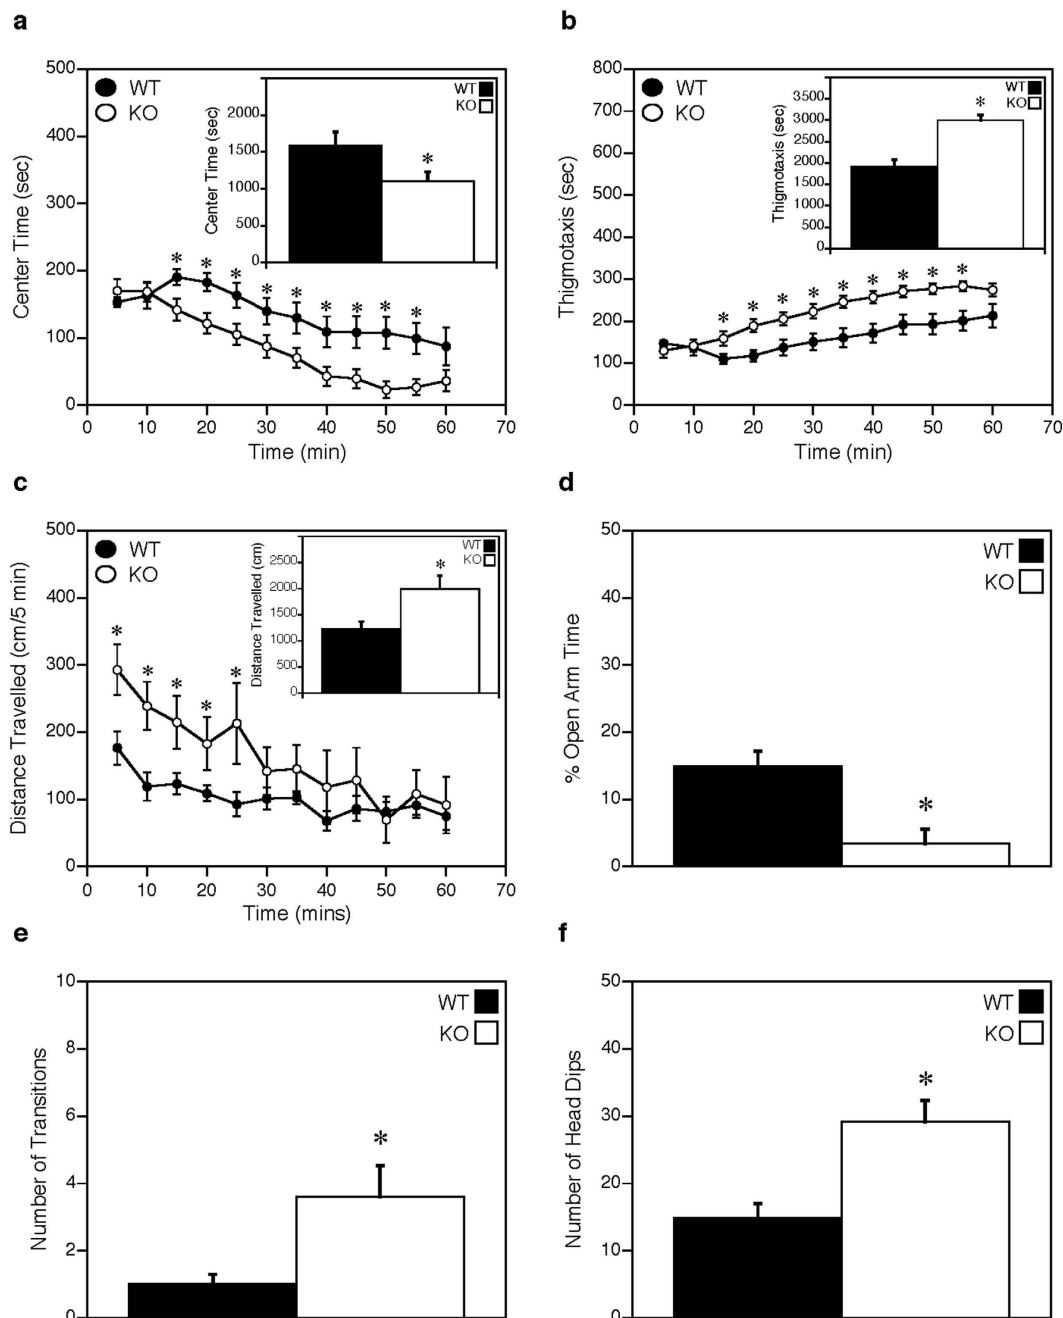 a
500
400
300
200
100
0
Center Time (sec)
WT
KO
2000
1500
1000
500
0
Center Time (sec)
WT
KO
*
* * * * * * * * *
0 10 20 30 40 50 60 70
Time (min)
b
800
700
600
500
400
300
200
100
0
Thigmotaxis (sec)
WT
KO
3500
3000
2500
2000
1500
1000
500
0
Thigmotaxis (sec)
WT
KO
*
* * * * * * * * *
0 10 20 30 40 50 60 70
Time (min)
c
500
400
300
200
100
0
Distance Travelled (cm/5 min)
WT
KO
2500
2000
1500
1000
500
0
Distance Travelled (cm)
WT
KO
*
* * * * *
0 10 20 30 40 50 60 70
Time (mins)
d
50
40
30
20
10
0
% Open Arm Time
WT
KO
*
e
10
8
6
4
2
0
Number of Transitions
WT
KO
*
f
50
40
30
20
10
0
Number of Head Dips
WT
KO
*